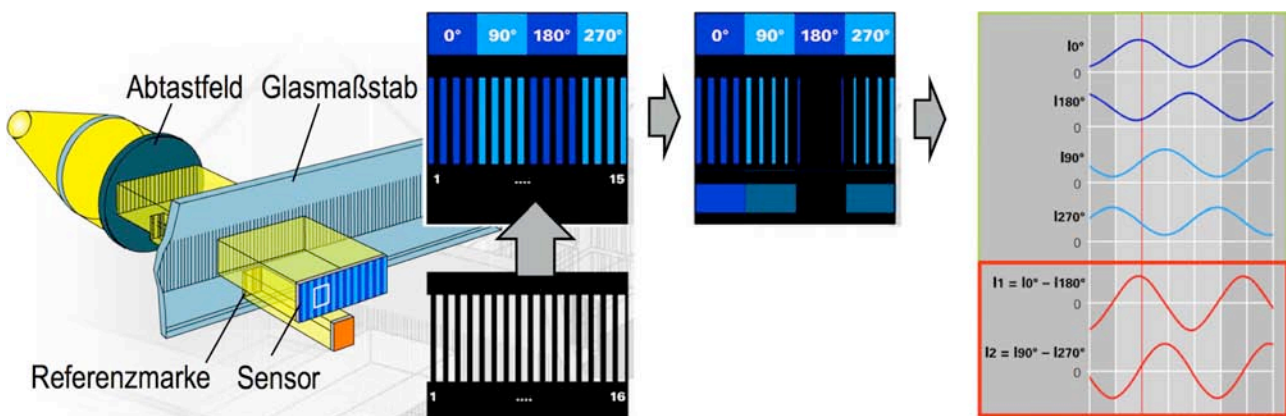 Abtastfeld Glasmaßstab
Referenzmarke Sensor
0° 90° 180° 270°
1 .... 15
1 .... 16
0° 90° 180° 270°
I0°
0
I180°
0
I90°
0
I270°
0
I1 = I0° – I180°
0
I2 = I90° – I270°
0